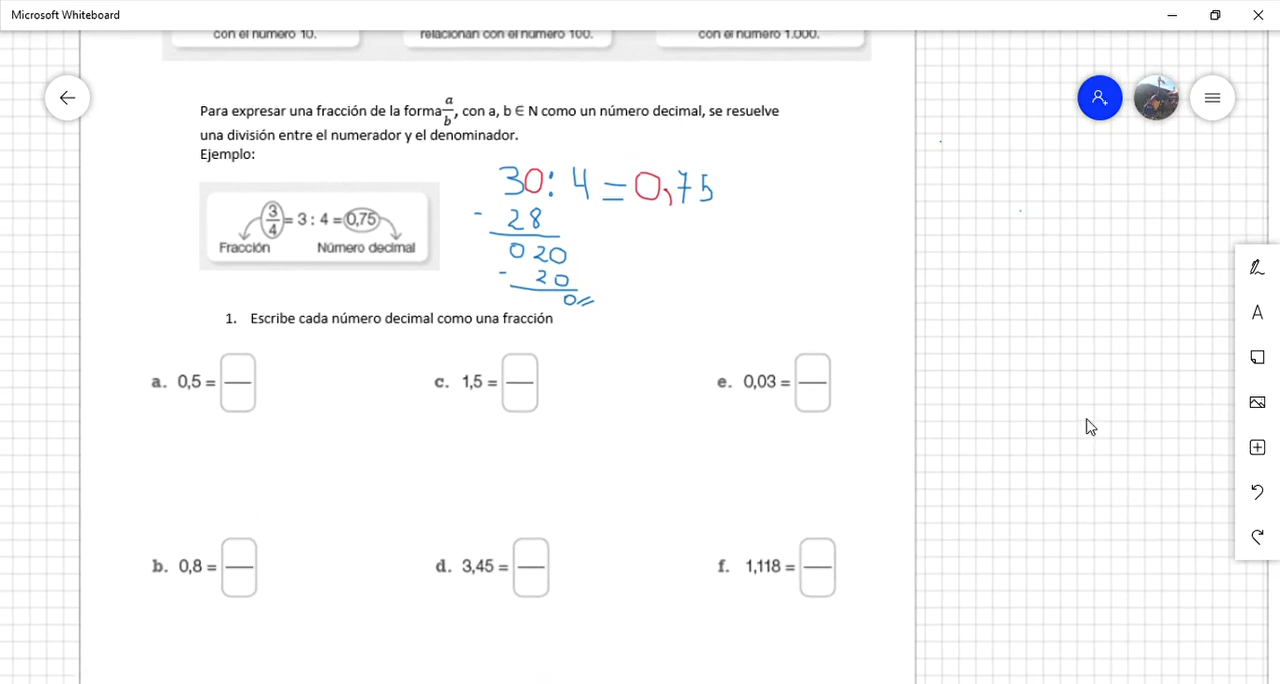 Microsoft Whiteboard
con el número 10.
relacionan con el número 100.
con el número 1.000.
Para expresar una fracción de la forma a/b, con a, b ∈ N como un número decimal, se resuelve
una división entre el numerador y el denominador.
Ejemplo:
3/4 = 3 : 4 = 0,75
Fracción Número decimal
30 : 4 = 0,75
- 28
020
- 20
0
1. Escribe cada número decimal como una fracción
a. 0,5 =
c. 1,5 =
e. 0,03 =
b. 0,8 =
d. 3,45 =
f. 1,118 =
A